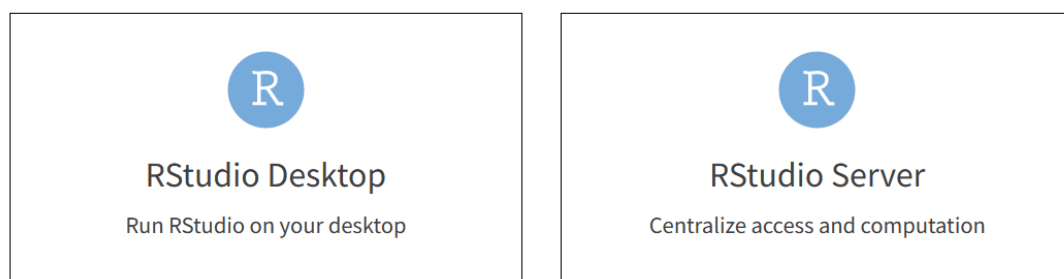 R
RStudio Desktop
Run RStudio on your desktop
R
RStudio Server
Centralize access and computation